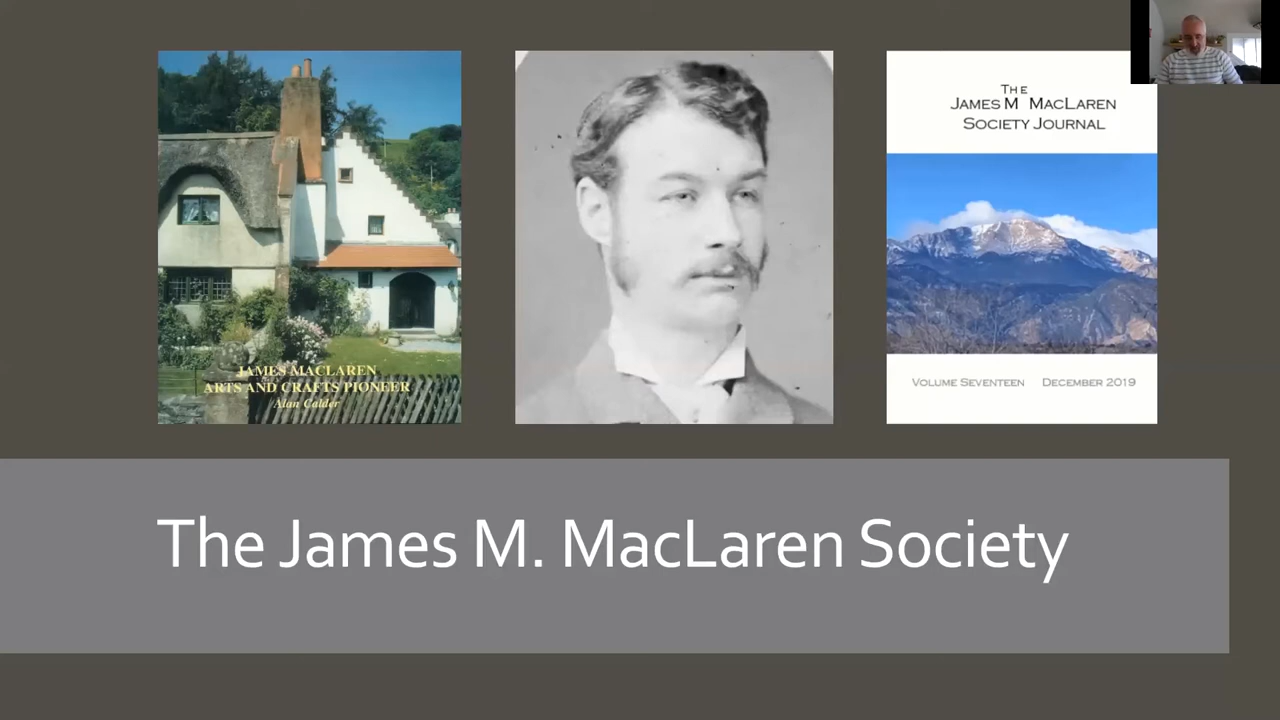 JAMES MACLAREN
ARTS AND CRAFTS PIONEER
Alan Calder
THE
JAMES M MACLAREN
SOCIETY JOURNAL
VOLUME SEVENTEEN DECEMBER 2019
The James M. MacLaren Society